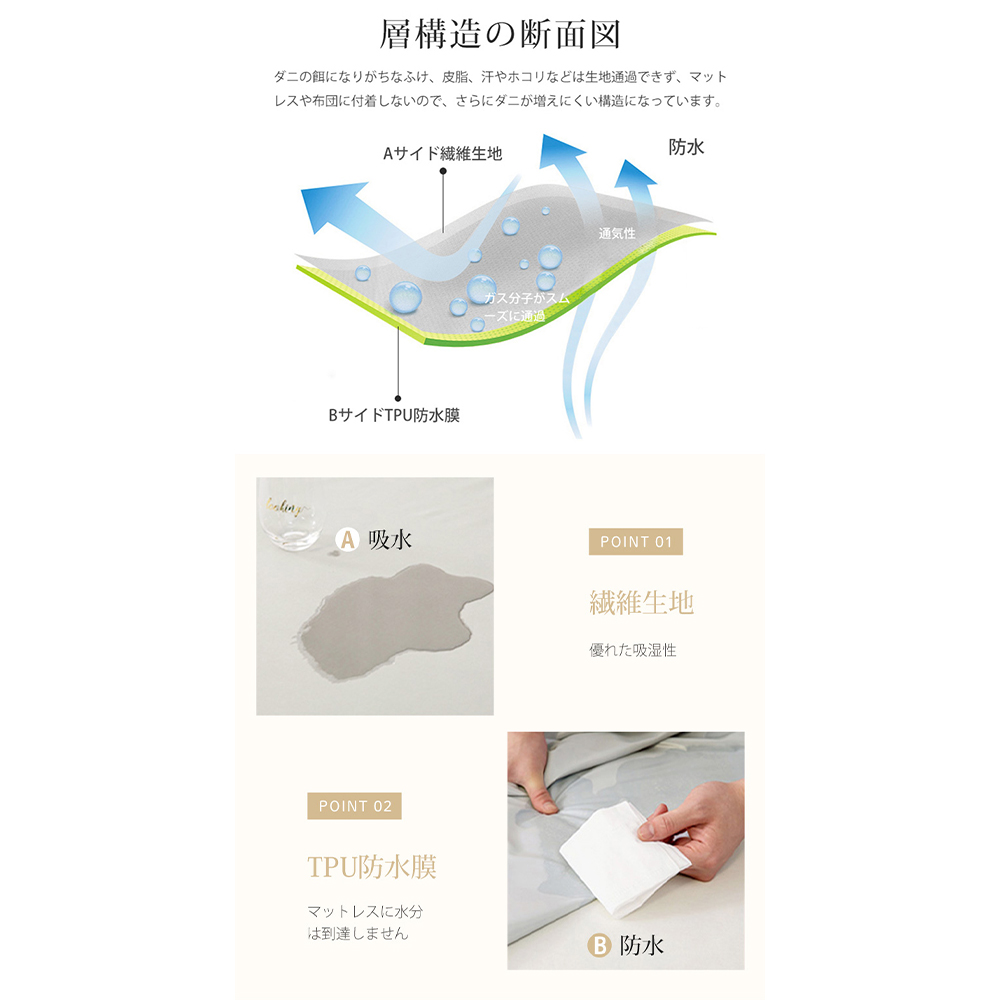 層構造の断面図
ダニの餌になりがちなふけ、皮脂、汗やホコリなどは生地通過できず、マット
レスや布団に付着しないので、さらにダニが増えにくい構造になっています。
Aサイド繊維生地
防水
通気性
ガス分子がスム
ーズに通過
BサイドTPU防水膜
A 吸水
POINT 01
繊維生地
優れた吸湿性
POINT 02
TPU防水膜
マットレスに水分
は到達しません
B 防水